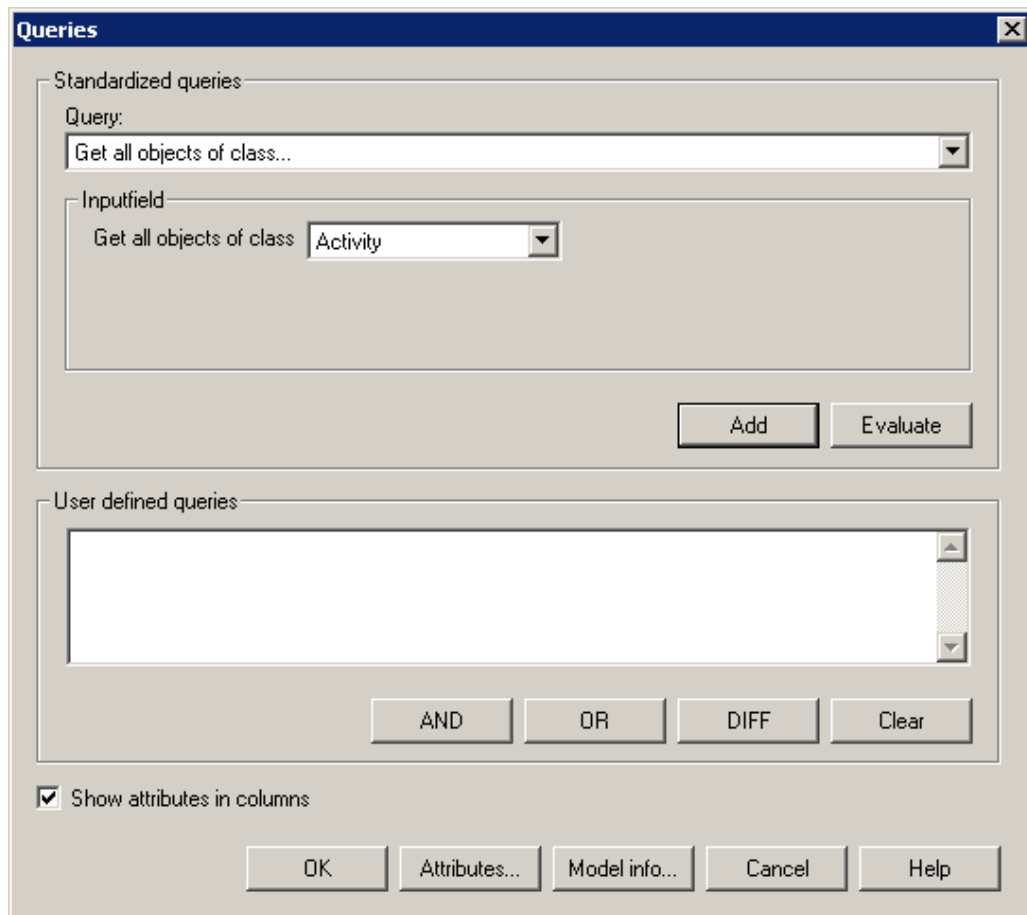 Queries
Standardized queries
Query:
Get all objects of class...
Inputfield
Get all objects of class Activity
Add Evaluate
User defined queries
AND OR DIFF Clear
Show attributes in columns
OK Attributes... Model info... Cancel Help